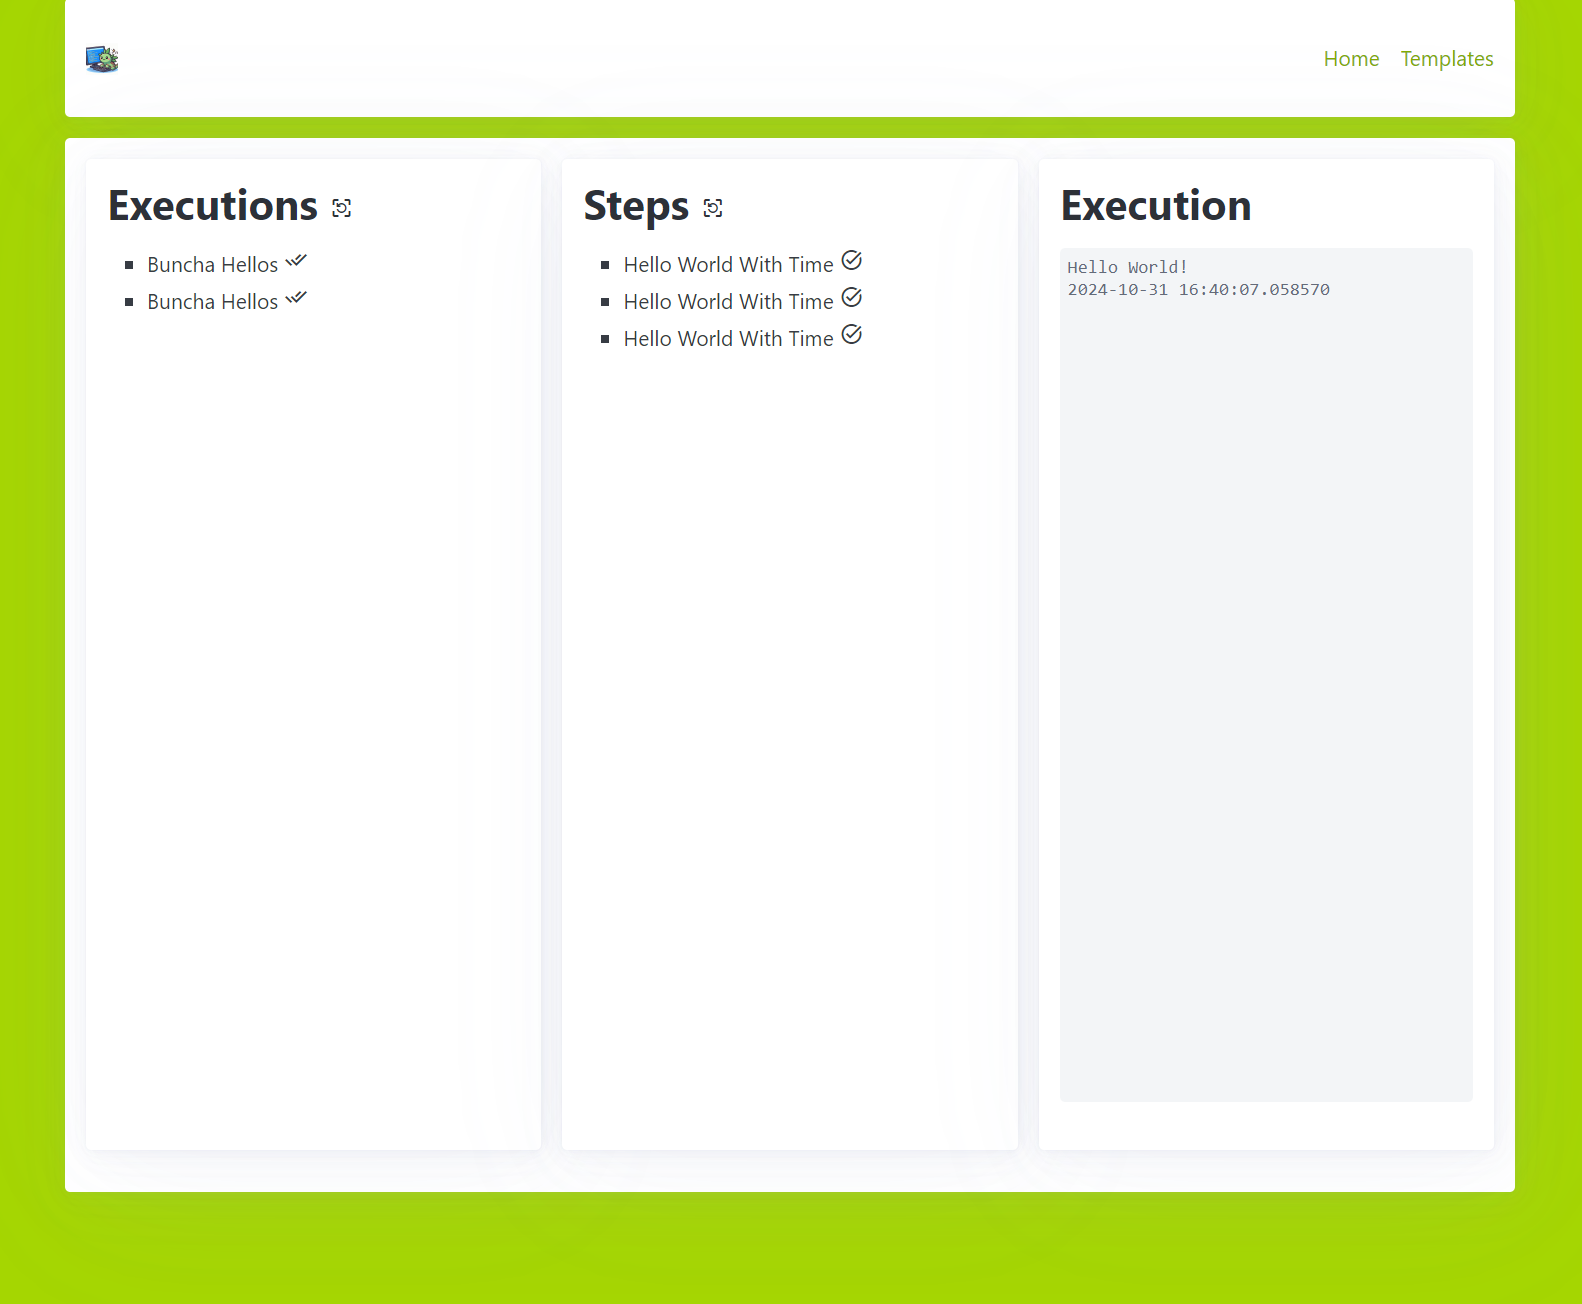 Home Templates
Executions
Buncha Hellos
Buncha Hellos
Steps
Hello World With Time
Hello World With Time
Hello World With Time
Execution
Hello World!
2024-10-31 16:40:07.058570